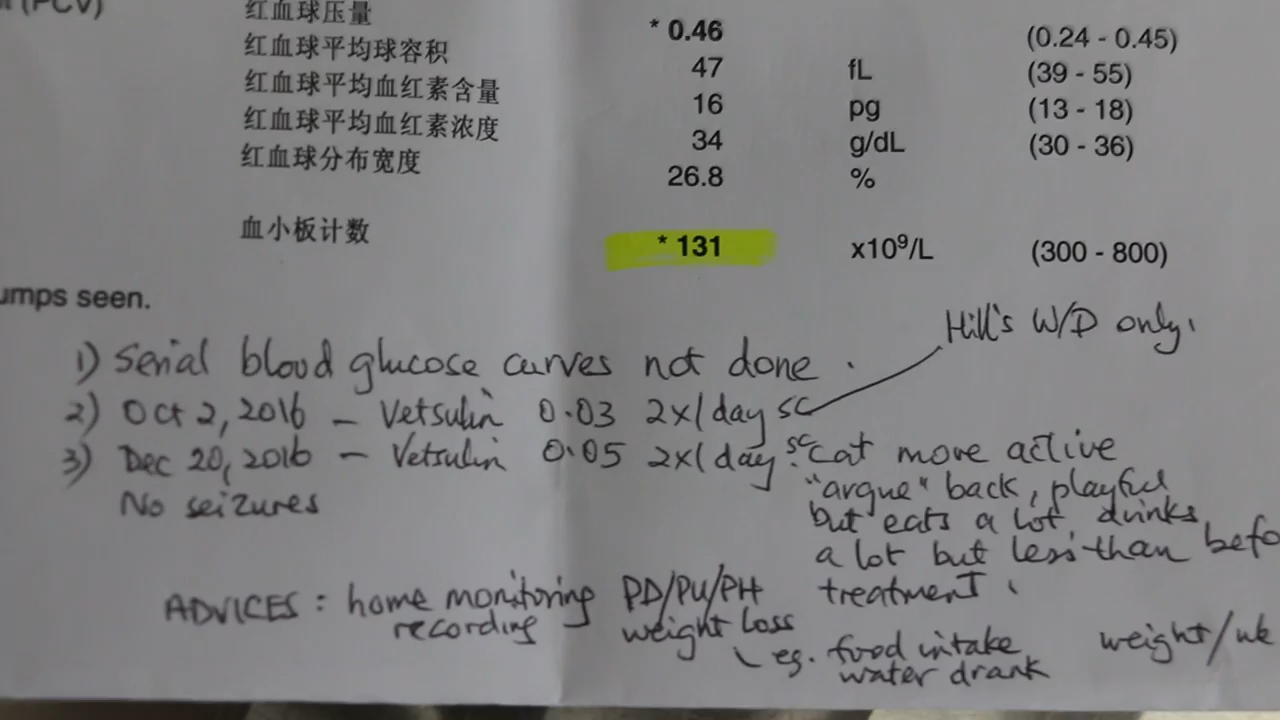 (PCV) 红血球压量 * 0.46 (0.24 - 0.45)
红血球平均球容积 47 fL (39 - 55)
红血球平均血红素含量 16 pg (13 - 18)
红血球平均血红素浓度 34 g/dL (30 - 36)
红血球分布宽度 26.8 %
血小板计数 * 131 x10⁹/L (300 - 800)
umps seen.
Hill's W/D only.
1) Serial blood glucose curves not done.
2) Oct 2, 2016 - Vetsulin 0.03 2x/day sc
3) Dec 20, 2016 - Vetsulin 0.05 2x/day sc. cat more active
"argue" back, playful
No seizures
but eats a lot, drinks
a lot but less than befo
treatment.
ADVICES: home monitoring PD/PU/PH
recording weight loss
eg. food intake weight/wk
water drank